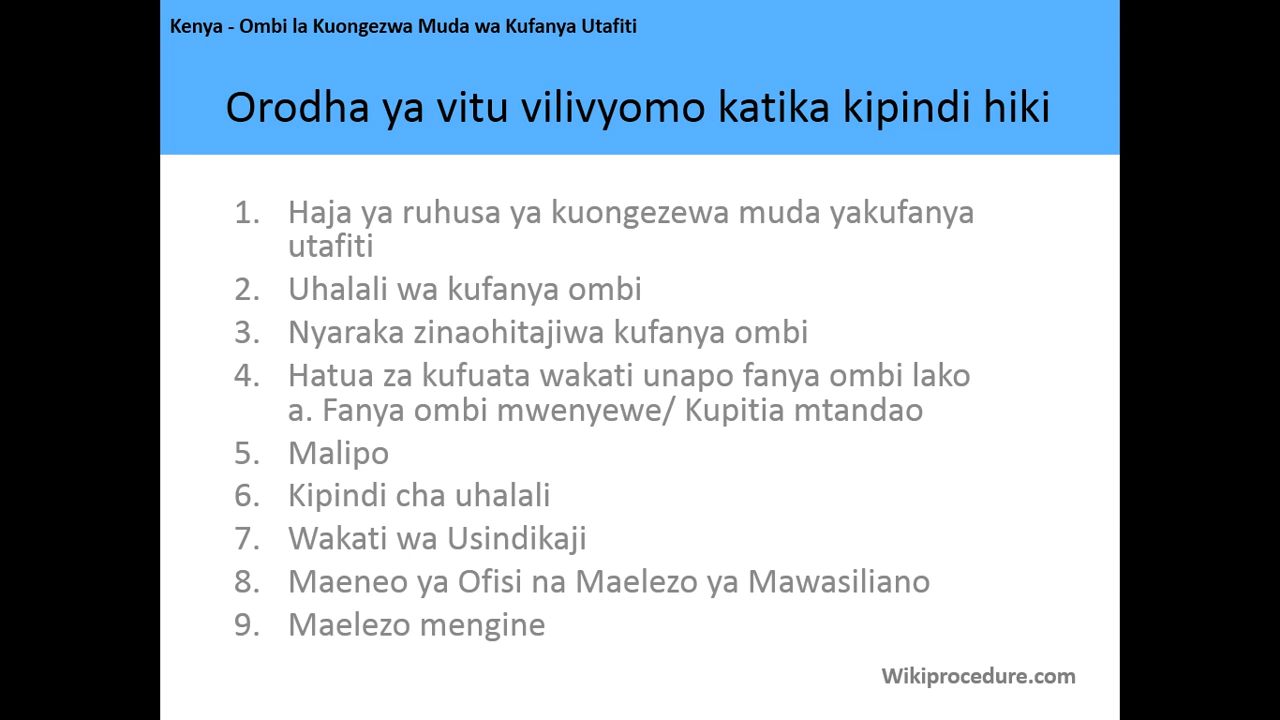 Kenya - Ombi la Kuongezwa Muda wa Kufanya Utafiti
Orodha ya vitu vilivyomo katika kipindi hiki
1. Haja ya ruhusa ya kuongezewa muda yakufanya
utafiti
2. Uhalali wa kufanya ombi
3. Nyaraka zinaohitajiwa kufanya ombi
4. Hatua za kufuata wakati unapo fanya ombi lako
a. Fanya ombi mwenyewe/ Kupitia mtandao
5. Malipo
6. Kipindi cha uhalali
7. Wakati wa Usindikaji
8. Maeneo ya Ofisi na Maelezo ya Mawasiliano
9. Maelezo mengine
Wikiprocedure.com